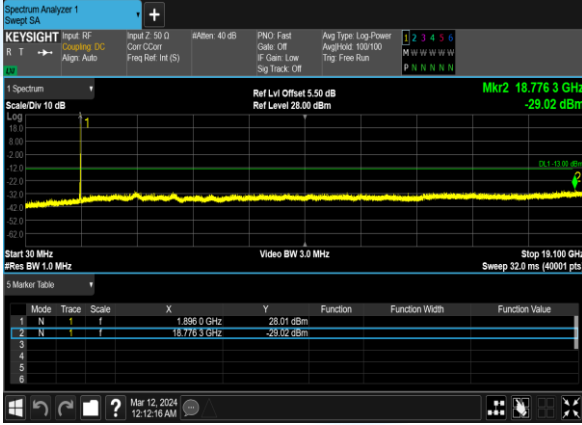 Spectrum Analyzer 1
Swept SA
+
KEYSIGHT Input: RF Input Z: 50 Ω #Atten: 40 dB PNO: Fast Avg Type: Log-Power 1 2 3 4 5 6
R T Coupling: DC Corr CCorr Gate: Off Avg|Hold: 100/100 M W W W W W
Align: Auto Freq Ref: Int (S) IF Gain: Low Trig: Free Run
Sig Track: Off P N N N N N
1 Spectrum Ref Lvl Offset 5.50 dB Mkr2 18.776 3 GHz
Scale/Div 10 dB Ref Level 28.00 dBm -29.02 dBm
Log
18.0
8.00
-2.00
-12.0
-22.0
-32.0
-42.0
-52.0
-62.0
1
DL1 -13.00 dBm
2
Start 30 MHz Video BW 3.0 MHz Stop 19.100 GHz
#Res BW 1.0 MHz Sweep 32.0 ms (40001 pts)
5 Marker Table
Mode Trace Scale X Y Function Function Width Function Value
1 N 1 f 1.896 0 GHz 28.01 dBm
2 N 1 f 18.776 3 GHz -29.02 dBm
3
4
5
6
? Mar 12, 2024
12:12:16 AM